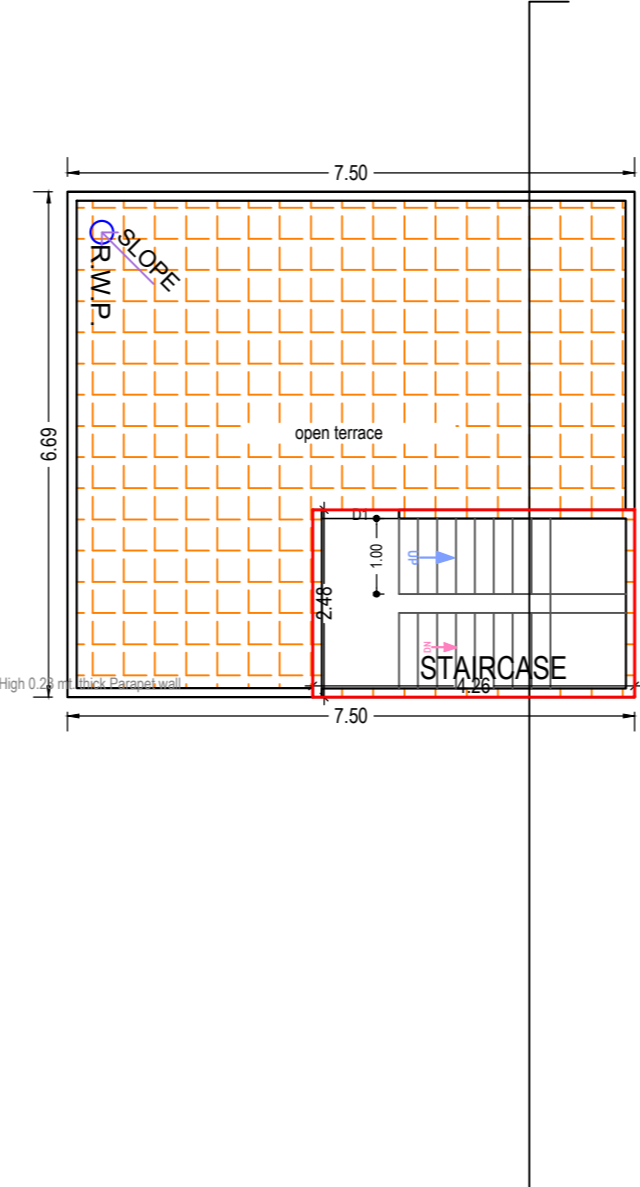 7.50
SLOPE
R.W.P.
6.69
open terrace
D1
1.00
UP
2.48
DN
STAIRCASE
4.26
High 0.23 mt. thick Parapet wall
7.50